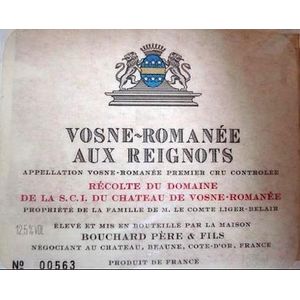 VOSNE-ROMANÉE
AUX REIGNOTS
APPELLATION VOSNE-ROMANÉE PREMIER CRU CONTROLÉE
RÉCOLTE DU DOMAINE
DE LA S.C.I. DU CHATEAU DE VOSNE-ROMANÉE
PROPRIÉTÉ DE LA FAMILLE DE M. LE COMTE LIGER-BELAIR
ÉLEVÉ ET MIS EN BOUTEILLE PAR LA MAISON
12.5% VOL
BOUCHARD PÈRE & FILS
NÉGOCIANT AU CHATEAU, BEAUNE, COTE-D'OR, FRANCE
Nº 00563
PRODUIT DE FRANCE